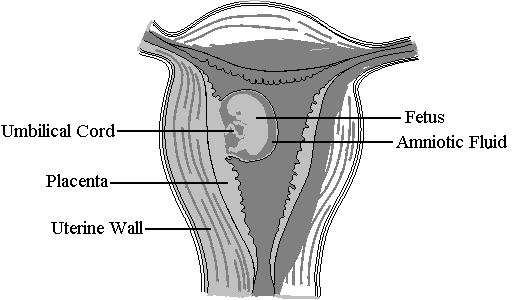 Fetus
Umbilical Cord
Amniotic Fluid
Placenta
Uterine Wall